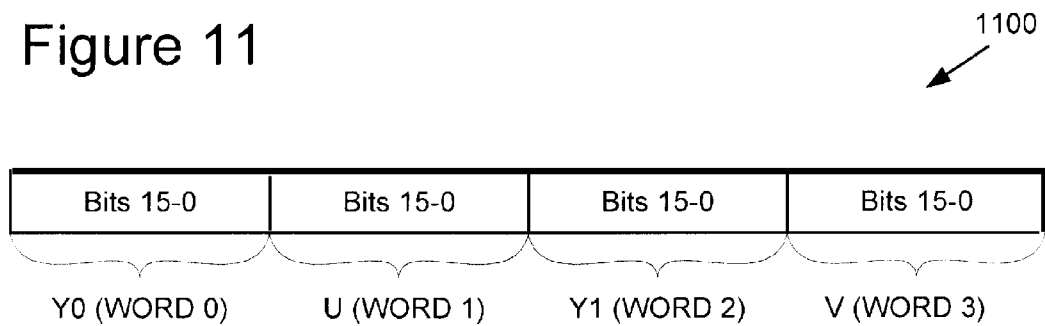 Figure 11
1100
Bits 15-0 Bits 15-0 Bits 15-0 Bits 15-0
Y0 (WORD 0) U (WORD 1) Y1 (WORD 2) V (WORD 3)